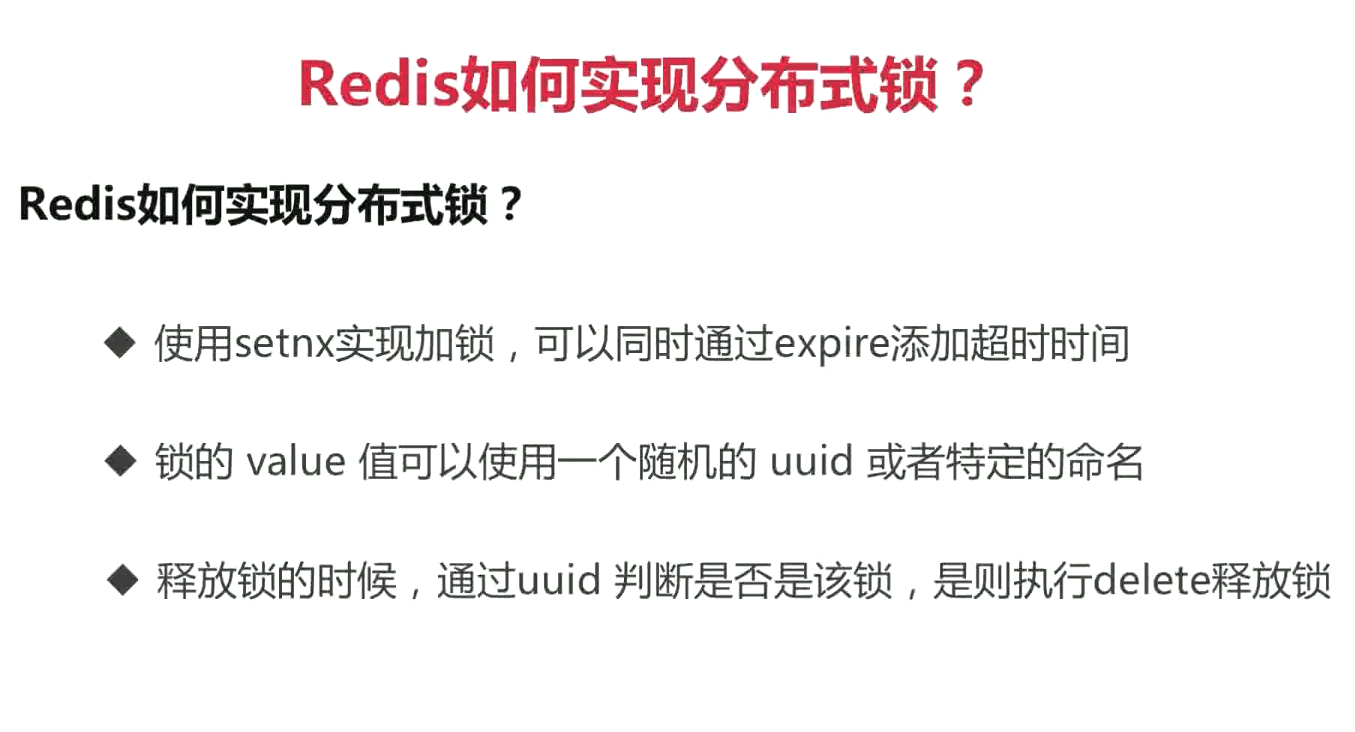 Redis如何实现分布式锁？
Redis如何实现分布式锁？
◆ 使用setnx实现加锁，可以同时通过expire添加超时时间
◆ 锁的 value 值可以使用一个随机的 uuid 或者特定的命名
◆ 释放锁的时候，通过uuid 判断是否是该锁，是则执行delete释放锁